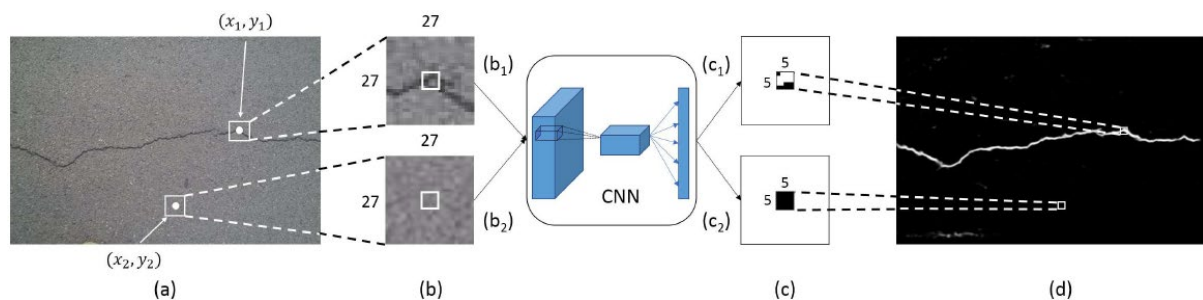 (x₁, y₁)
27
27
(b₁)
27
27
(b₂)
CNN
(c₁)
5
5
5
5
(c₂)
(x₂, y₂)
(a)
(b)
(c)
(d)